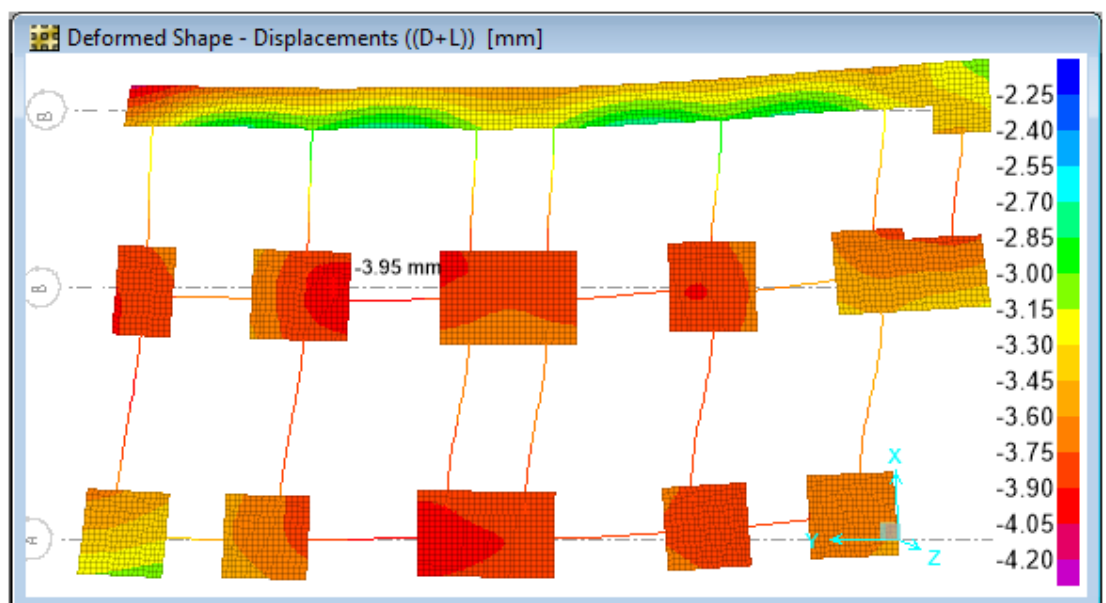 Deformed Shape - Displacements ((D+L)) [mm]
B'
B
A
-3.95 mm
X
Y
Z
-2.25
-2.40
-2.55
-2.70
-2.85
-3.00
-3.15
-3.30
-3.45
-3.60
-3.75
-3.90
-4.05
-4.20